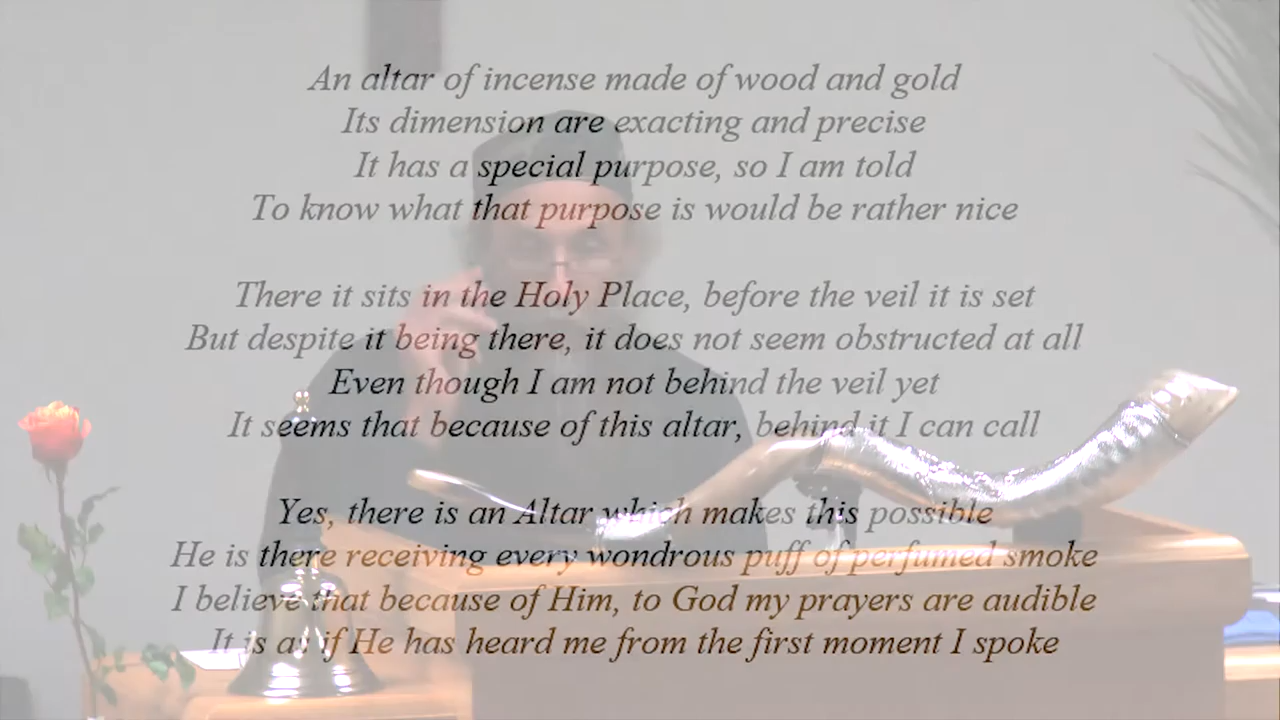 An altar of incense made of wood and gold
Its dimension are exacting and precise
It has a special purpose, so I am told
To know what that purpose is would be rather nice
There it sits in the Holy Place, before the veil it is set
But despite it being there, it does not seem obstructed at all
Even though I am not behind the veil yet
It seems that because of this altar, behind it I can call
Yes, there is an Altar which makes this possible
He is there receiving every wondrous puff of perfumed smoke
I believe that because of Him, to God my prayers are audible
It is as if He has heard me from the first moment I spoke